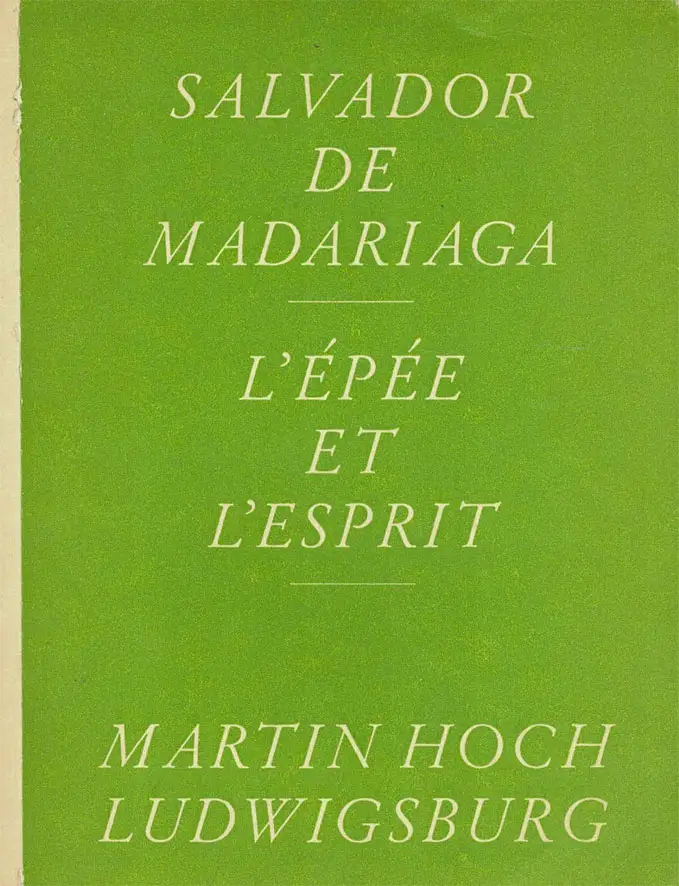 SALVADOR
DE
MADARIAGA
L’ÉPÉE
ET
L’ESPRIT
MARTIN HOCH
LUDWIGSBURG